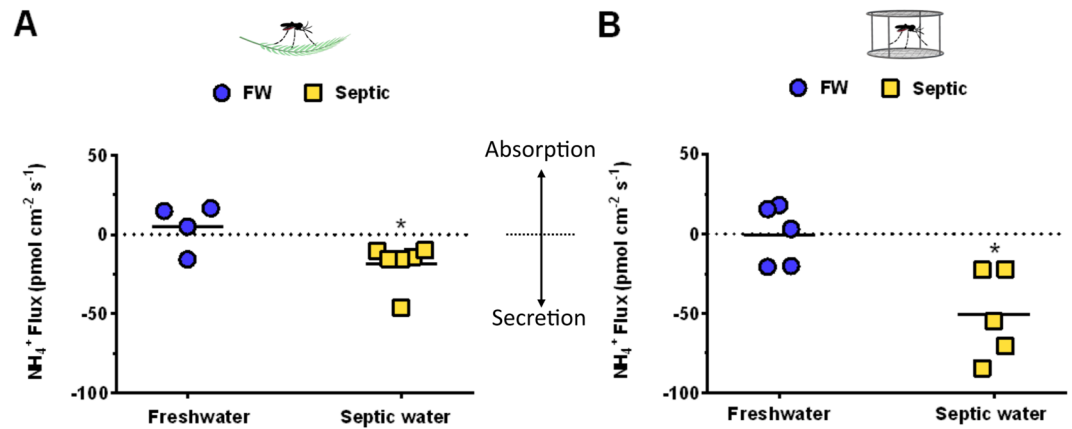 A
FW Septic
NH4+ Flux (pmol cm-2 s-1)
50
0
-50
-100
*
Freshwater Septic water
Absorption
Secretion
B
FW Septic
NH4+ Flux (pmol cm-2 s-1)
50
0
-50
-100
*
Freshwater Septic water